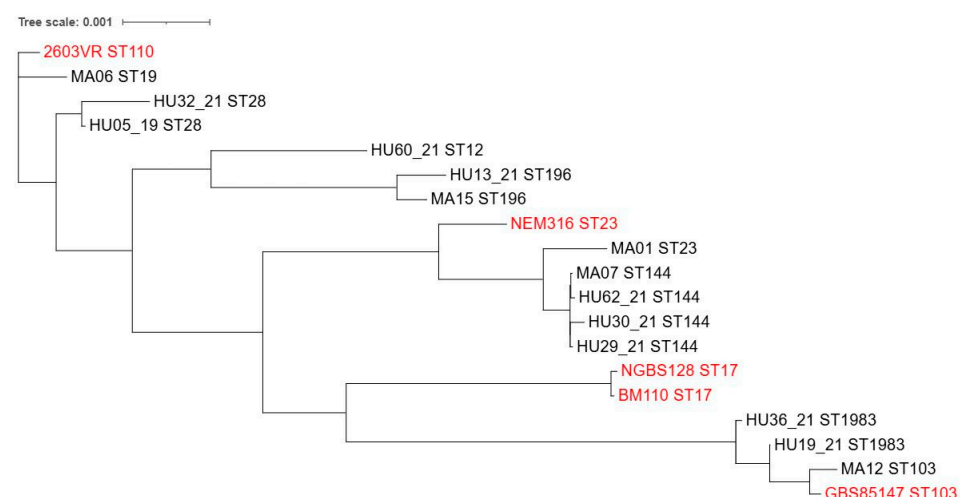 Tree scale: 0.001
2603VR ST110
MA06 ST19
HU32_21 ST28
HU05_19 ST28
HU60_21 ST12
HU13_21 ST196
MA15 ST196
NEM316 ST23
MA01 ST23
MA07 ST144
HU62_21 ST144
HU30_21 ST144
HU29_21 ST144
NGBS128 ST17
BM110 ST17
HU36_21 ST1983
HU19_21 ST1983
MA12 ST103
GBS85147 ST103